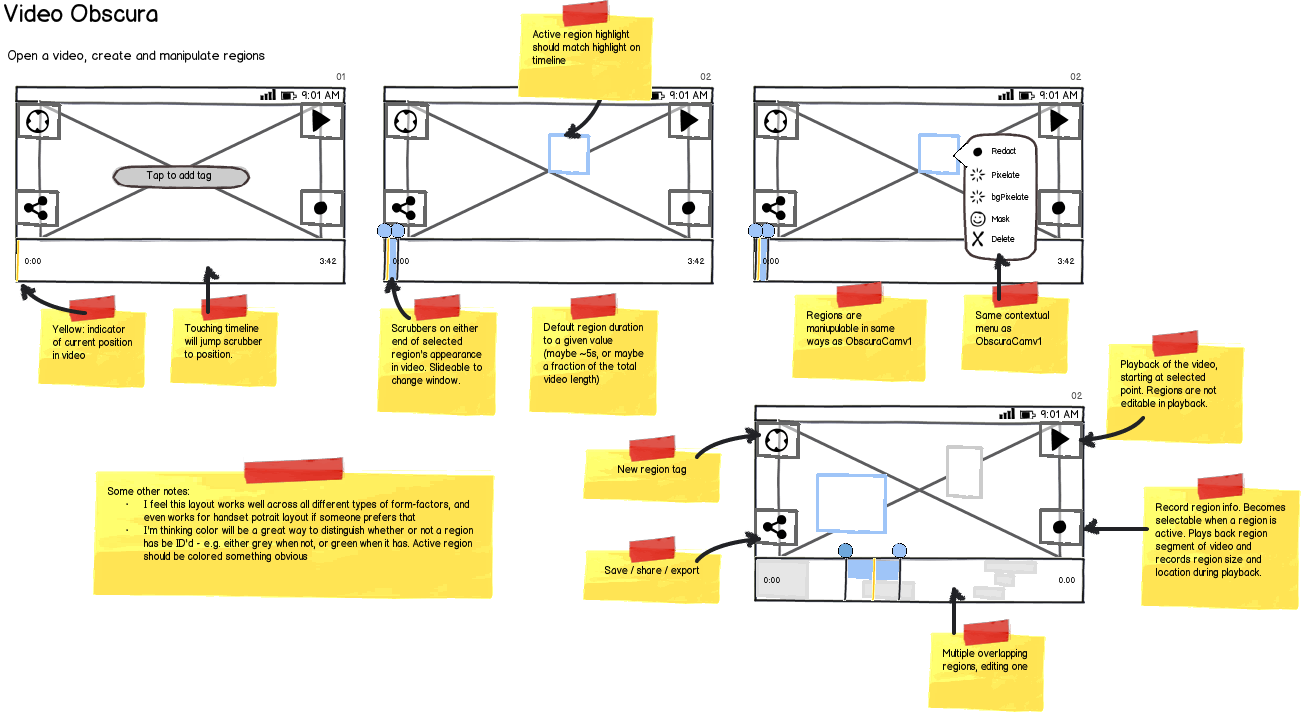 Video Obscura
Open a video, create and manipulate regions
Active region highlight
should match highlight on
timeline
01
9:01 AM
Tap to add tag
0:00
3:42
02
9:01 AM
0:00
3:42
02
9:01 AM
Redact
Pixelate
bgPixelate
Mask
Delete
0:00
3:42
Yellow: indicator
of current position
in video
Touching timeline
will jump scrubber
to position.
Scrubbers on either
end of selected
region's appearance
in video. Slideable to
change window.
Default region duration
to a given value
(maybe ~5s, or maybe
a fraction of the total
video length)
Regions are
maniupulable in same
ways as ObscuraCamv1
Same contextual
menu as
ObscuraCamv1
Playback of the video,
starting at selected
point. Regions are not
editable in playback.
02
9:01 AM
0:00
0.00
New region tag
Save / share / export
Record region info. Becomes
selectable when a region is
active. Plays back region
segment of video and
records region size and
location during playback.
Multiple overlapping
regions, editing one
Some other notes:
- I feel this layout works well across all different types of form-factors, and
even works for handset potrait layout if someone prefers that
- I'm thinking color will be a great way to distinguish whether or not a region
has be ID'd - e.g. either grey when not, or green when it has. Active region
should be colored something obvious